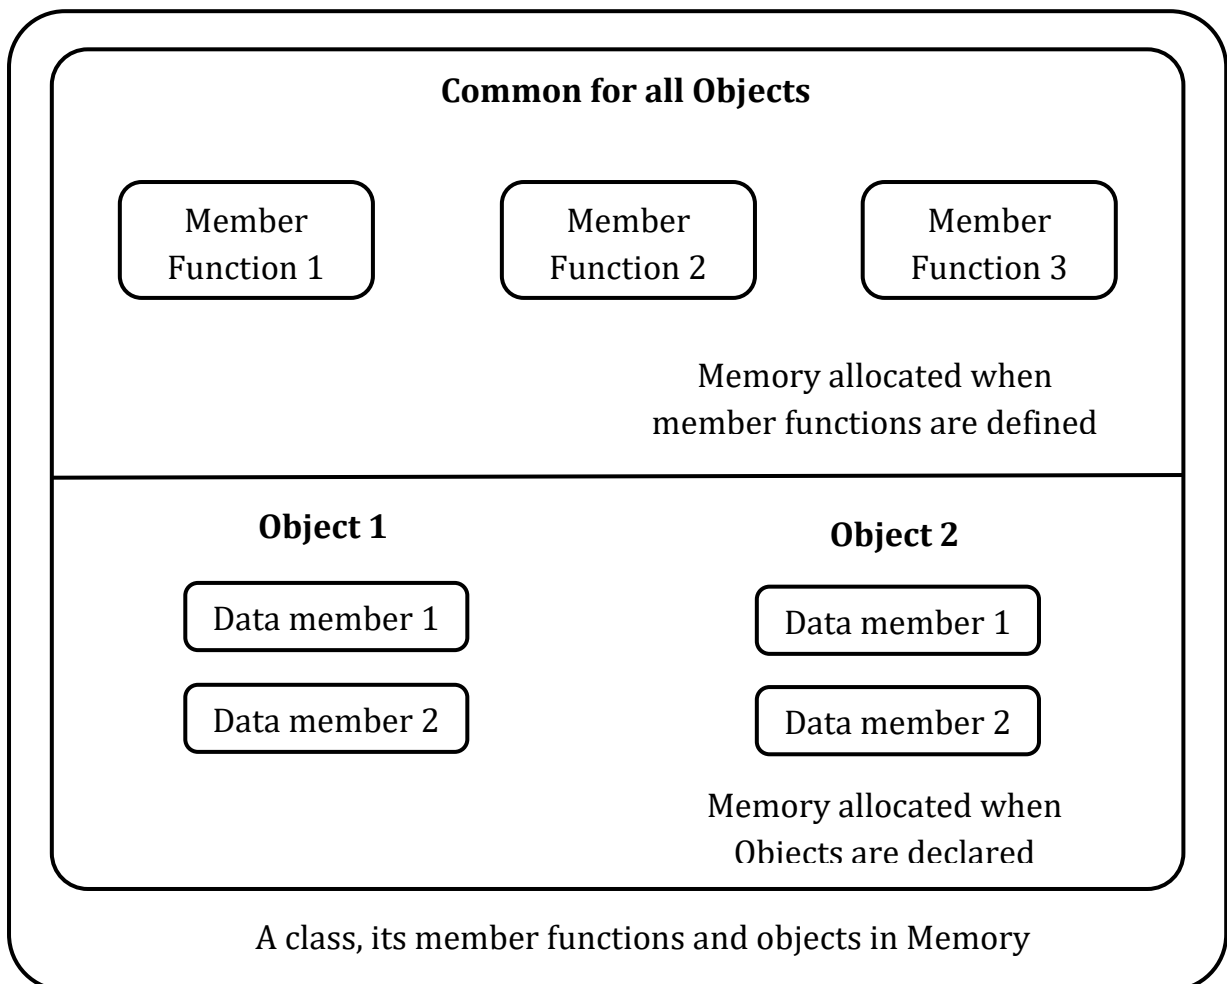 Common for all Objects
Member
Function 1
Member
Function 2
Member
Function 3
Memory allocated when
member functions are defined
Object 1
Data member 1
Data member 2
Object 2
Data member 1
Data member 2
Memory allocated when
Objects are declared
A class, its member functions and objects in Memory